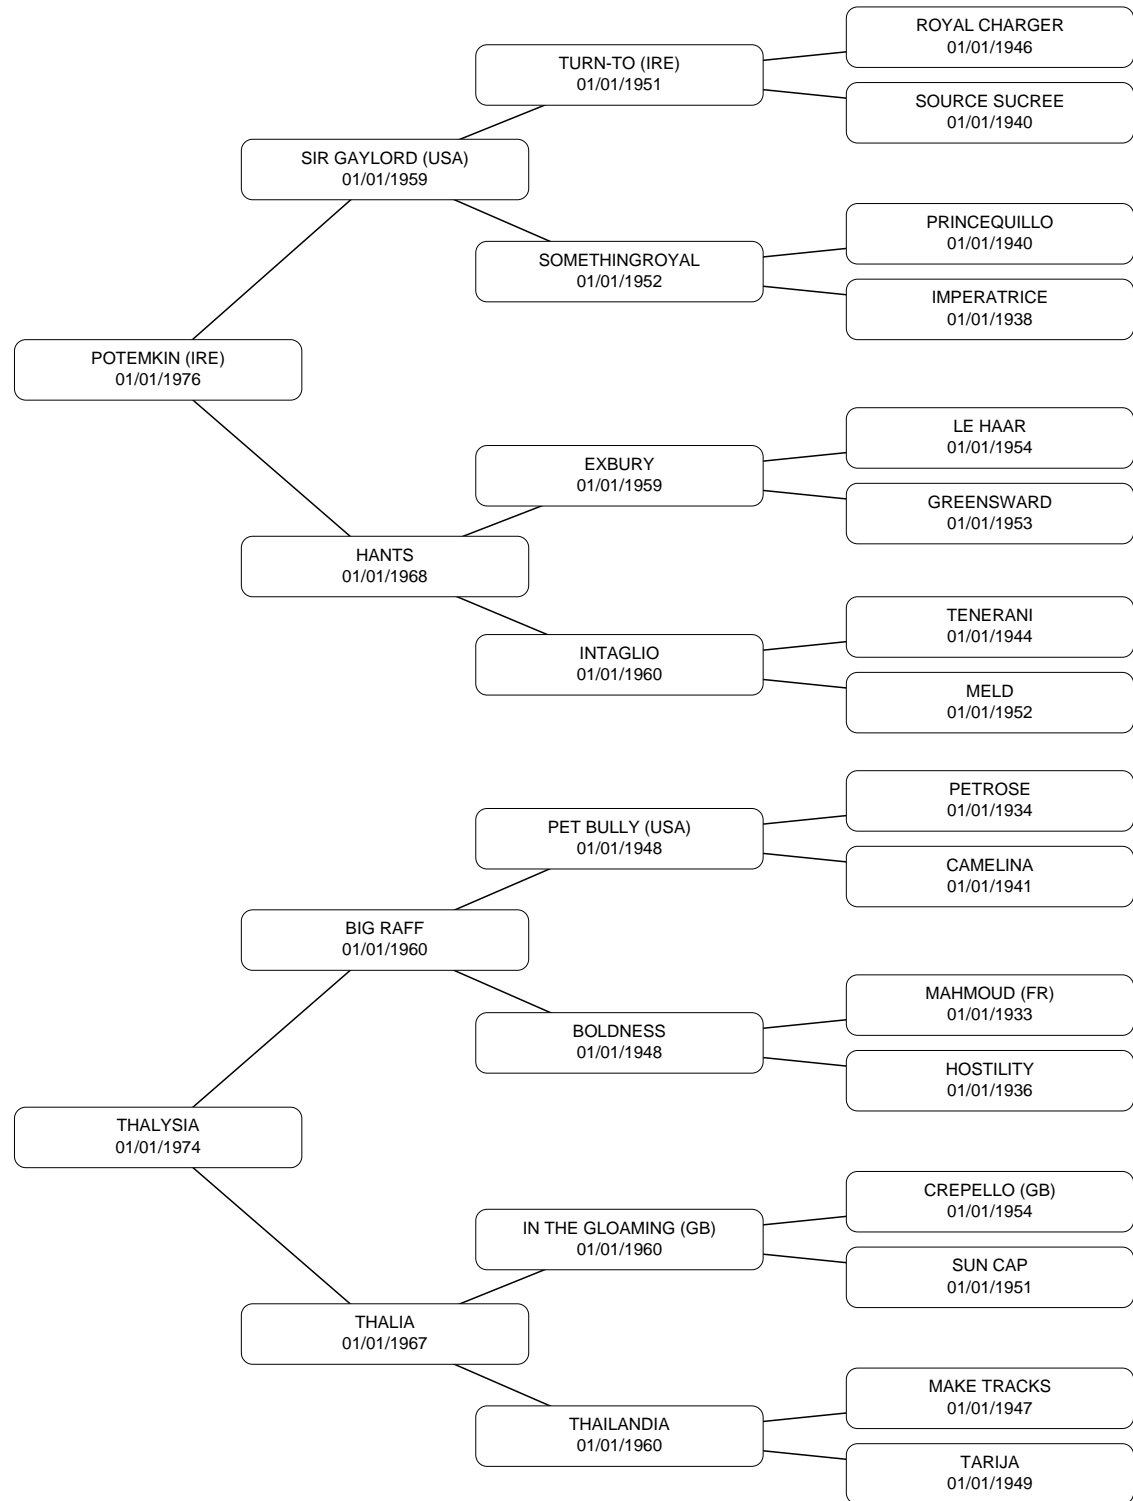 ROYAL CHARGER
01/01/1946
TURN-TO (IRE)
01/01/1951
SOURCE SUCREE
01/01/1940
SIR GAYLORD (USA)
01/01/1959
PRINCEQUILLO
01/01/1940
SOMETHINGROYAL
01/01/1952
IMPERATRICE
01/01/1938
POTEMKIN (IRE)
01/01/1976
LE HAAR
01/01/1954
EXBURY
01/01/1959
GREENSWARD
01/01/1953
HANTS
01/01/1968
TENERANI
01/01/1944
INTAGLIO
01/01/1960
MELD
01/01/1952
PETROSE
01/01/1934
PET BULLY (USA)
01/01/1948
CAMELINA
01/01/1941
BIG RAFF
01/01/1960
MAHMOUD (FR)
01/01/1933
BOLDNESS
01/01/1948
HOSTILITY
01/01/1936
THALYSIA
01/01/1974
CREPELLO (GB)
01/01/1954
IN THE GLOAMING (GB)
01/01/1960
SUN CAP
01/01/1951
THALIA
01/01/1967
MAKE TRACKS
01/01/1947
THAILANDIA
01/01/1960
TARIJA
01/01/1949